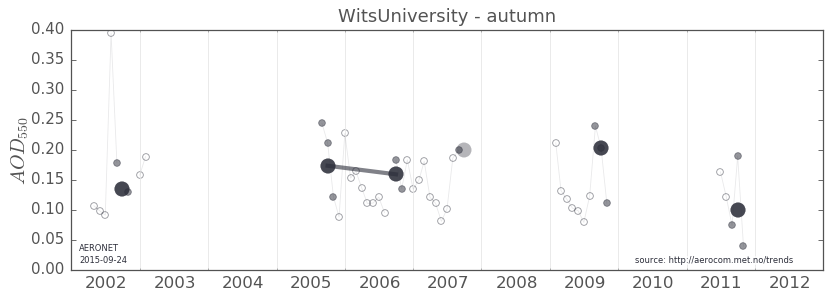 WitsUniversity - autumn
0.40
0.35
0.30
0.25
0.20
0.15
0.10
0.05
0.00
AOD550
AERONET
2015-09-24
source: http://aerocom.met.no/trends
2002 2003 2004 2005 2006 2007 2008 2009 2010 2011 2012